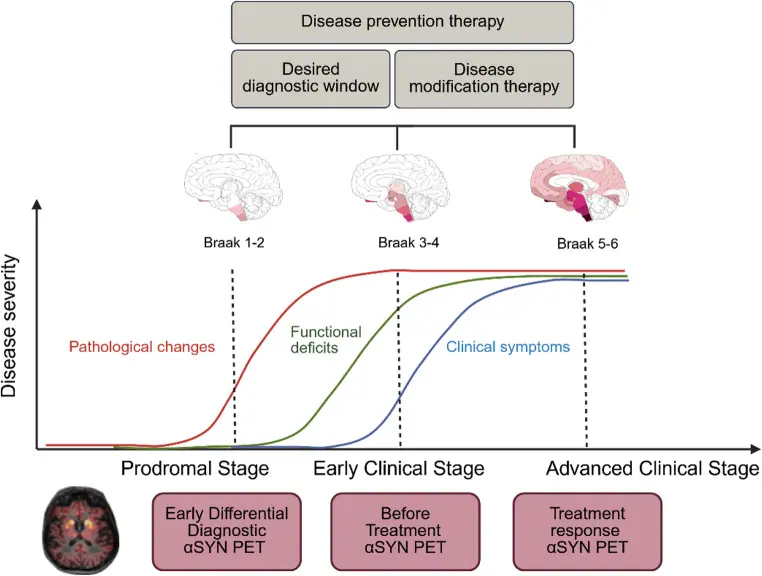 Disease prevention therapy
Desired
diagnostic window
Disease
modification therapy
Braak 1-2
Braak 3-4
Braak 5-6
Disease severity
Pathological changes
Functional
deficits
Clinical symptoms
Prodromal Stage
Early Clinical Stage
Advanced Clinical Stage
Early Differential
Diagnostic
αSYN PET
Before
Treatment
αSYN PET
Treatment
response
αSYN PET